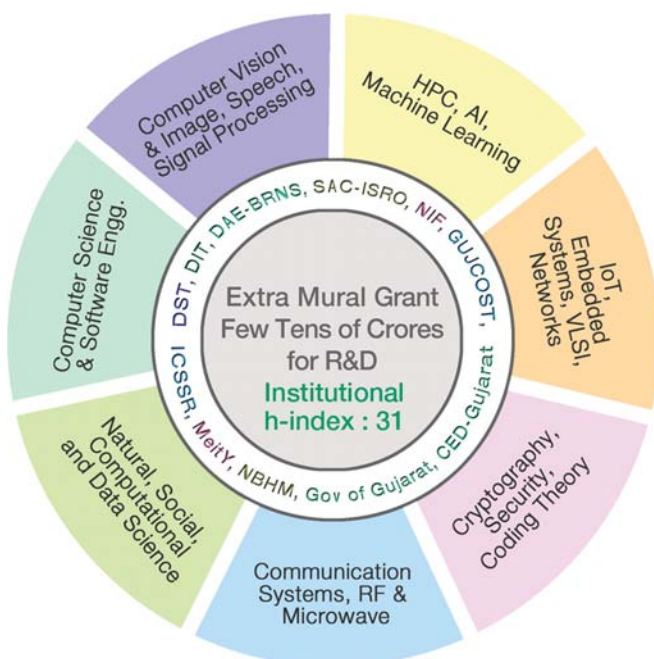 Computer Vision
& Image, Speech,
Signal Processing
HPC, AI,
Machine Learning
IoT,
Embedded
Systems, VLSI,
Networks
Cryptography,
Security,
Coding Theory
Communication
Systems, RF &
Microwave
Natural, Social,
Computational
and Data Science
Computer Science
& Software Engg.
DST, DIT, DAE-BRNS, SAC-ISRO, NIF, GUJCOST,
ICSSR, MeitY, NBHM, Gov of Gujarat, CED-Gujarat
Extra Mural Grant
Few Tens of Crores
for R&D
Institutional
h-index : 31